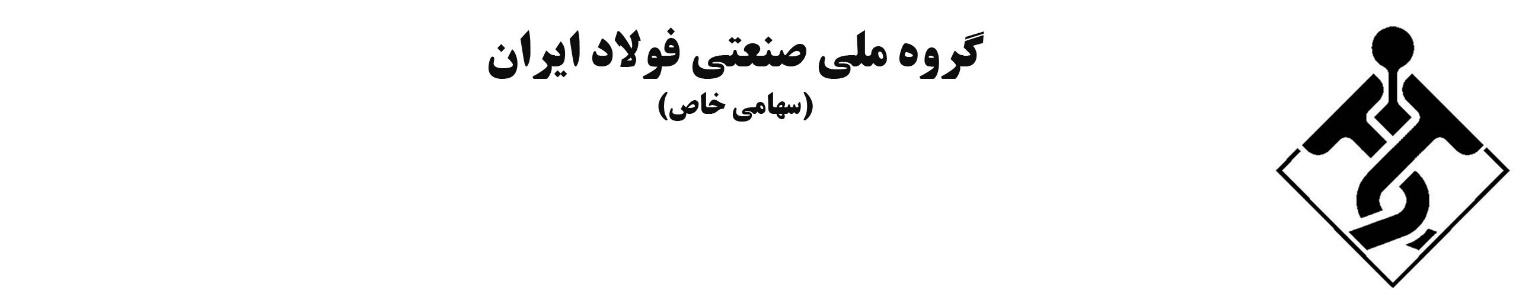 گروه ملی صنعتی فولاد ایران
(سهامی خاص)